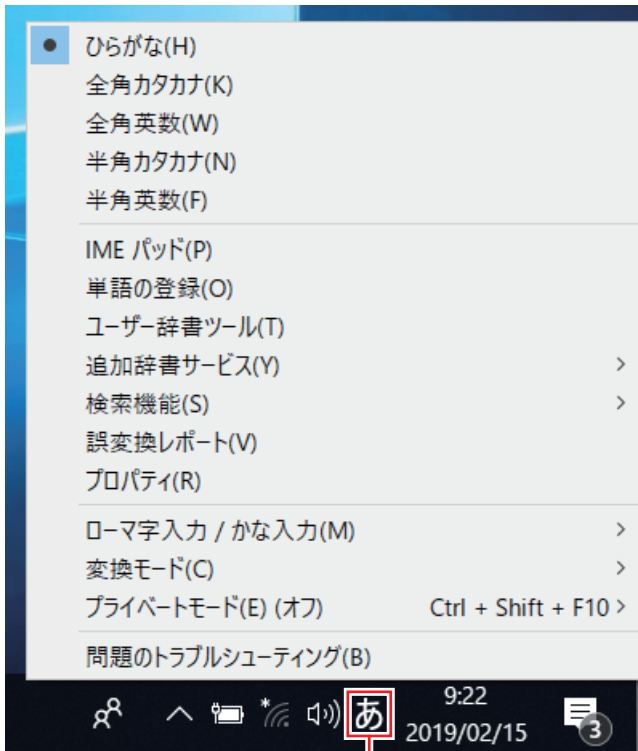 ひらがな(H)
全角カタカナ(K)
全角英数(W)
半角カタカナ(N)
半角英数(F)
IME パッド(P)
単語の登録(O)
ユーザー辞書ツール(T)
追加辞書サービス(Y)
検索機能(S)
誤変換レポート(V)
プロパティ(R)
ローマ字入力 / かな入力(M)
変換モード(C)
プライベートモード(E) (オフ) Ctrl + Shift + F10
問題のトラブルシューティング(B)
あ
9:22
2019/02/15
3